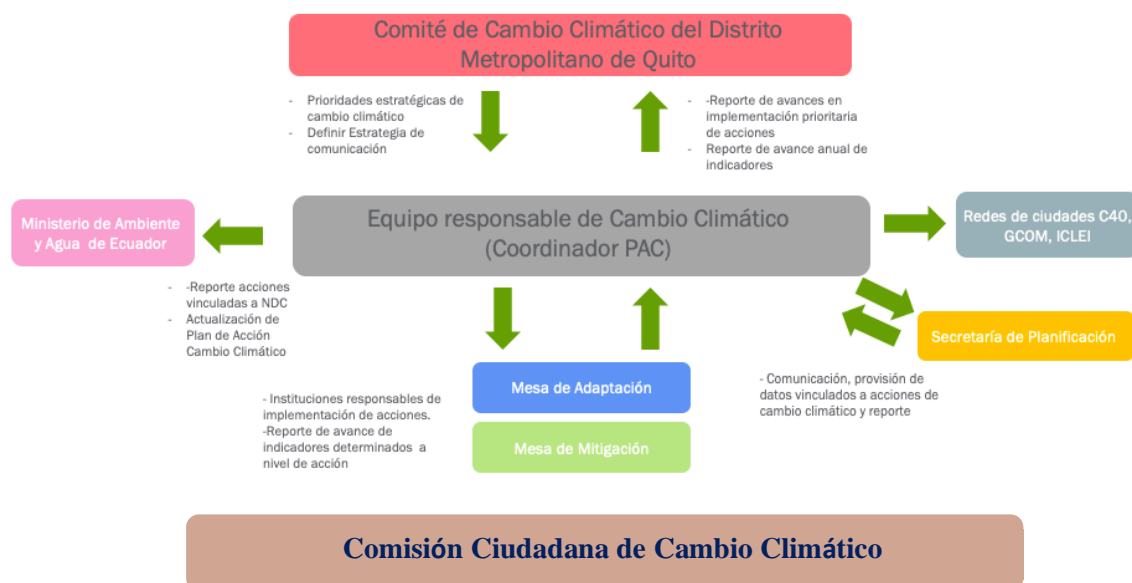 Comité de Cambio Climático del Distrito
Metropolitano de Quito
- Prioridades estratégicas de
cambio climático
- Definir Estrategia de
comunicación
- -Reporte de avances en
implementación prioritaria
de acciones
- Reporte de avance anual de
indicadores
Ministerio de Ambiente
y Agua de Ecuador
Equipo responsable de Cambio Climático
(Coordinador PAC)
Redes de ciudades C40,
GCOM, ICLEI
- -Reporte acciones
vinculadas a NDC
- Actualización de
Plan de Acción
Cambio Climático
Secretaría de Planificación
- Comunicación, provisión de
datos vinculados a acciones de
cambio climático y reporte
Mesa de Adaptación
- Instituciones responsables de
implementación de acciones.
-Reporte de avance de
indicadores determinados a
nivel de acción
Mesa de Mitigación
Comisión Ciudadana de Cambio Climático